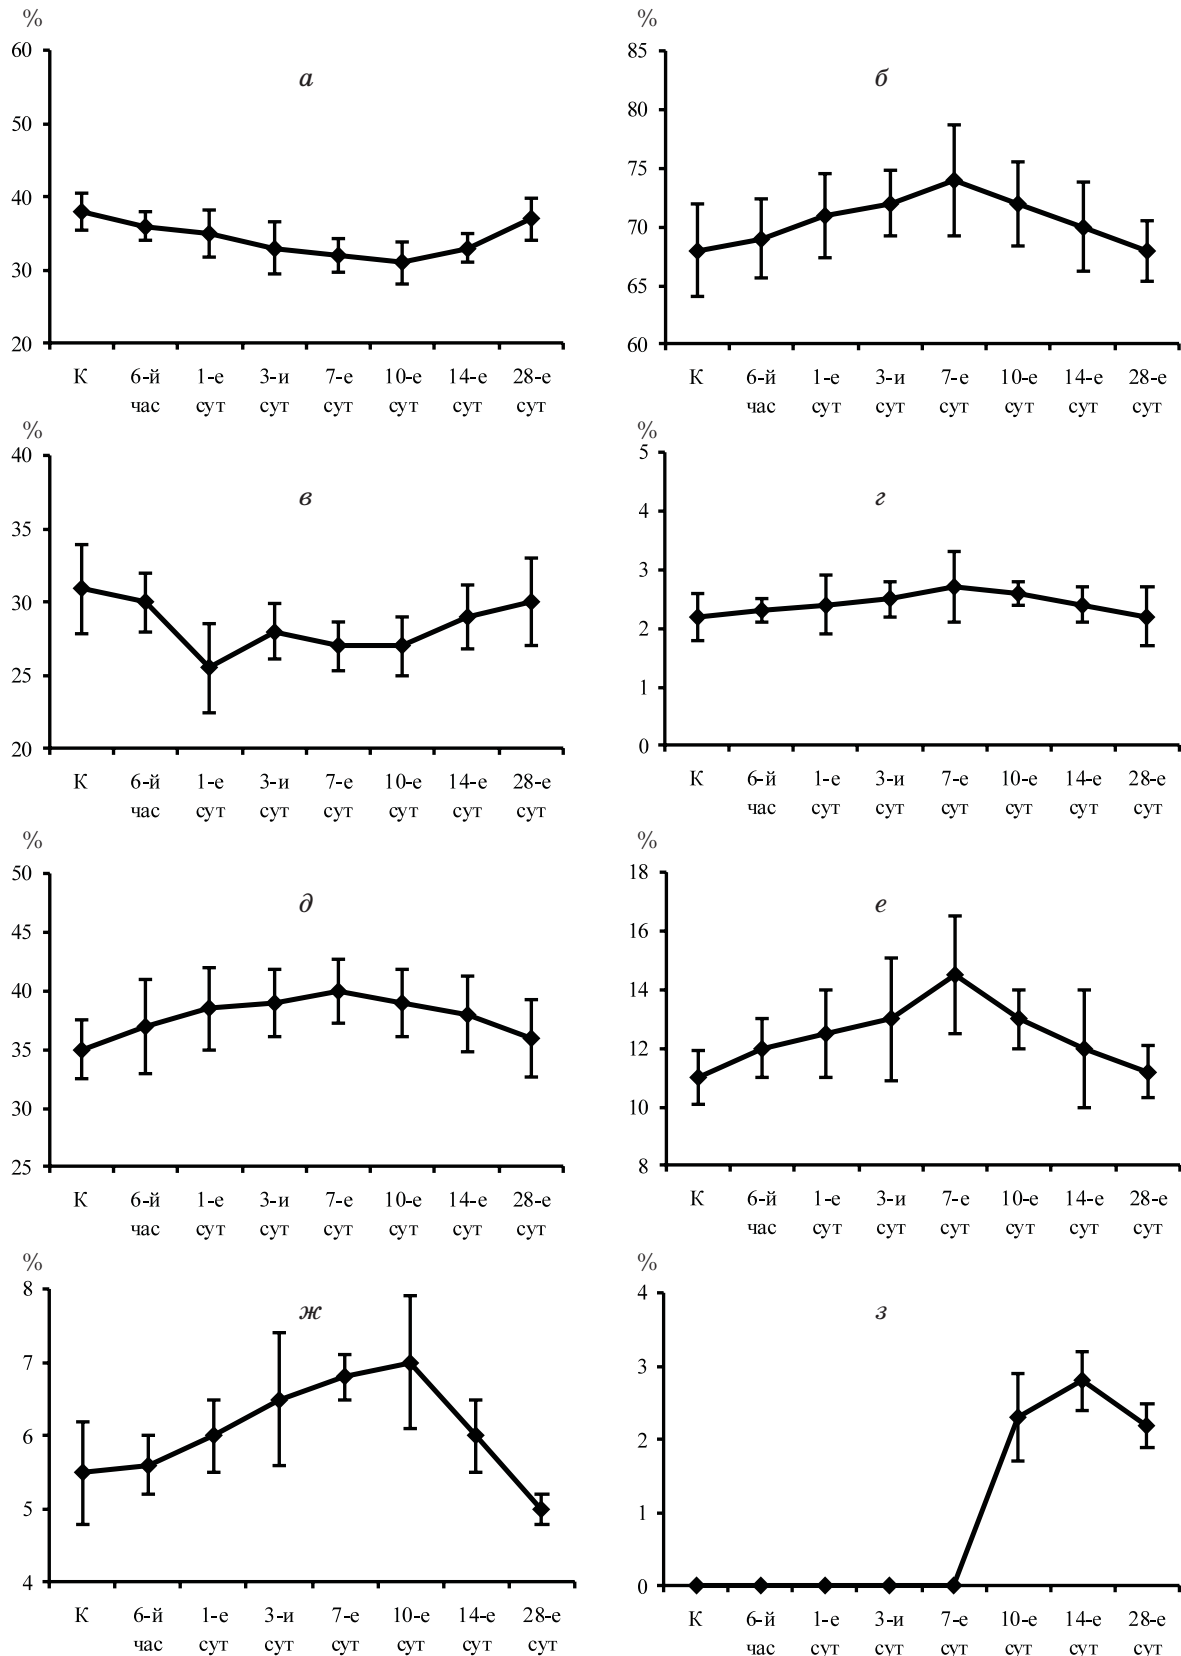 %
60
50
40
30
20
а
К 6-й 1-е 3-и 7-е 10-е 14-е 28-е
час сут сут сут сут сут сут
%
85
80
75
70
65
60
б
К 6-й 1-е 3-и 7-е 10-е 14-е 28-е
час сут сут сут сут сут сут
%
40
35
30
25
20
в
К 6-й 1-е 3-и 7-е 10-е 14-е 28-е
час сут сут сут сут сут сут
%
5
4
3
2
1
0
г
К 6-й 1-е 3-и 7-е 10-е 14-е 28-е
час сут сут сут сут сут сут
%
50
45
40
35
30
25
д
К 6-й 1-е 3-и 7-е 10-е 14-е 28-е
час сут сут сут сут сут сут
%
18
16
14
12
10
8
е
К 6-й 1-е 3-и 7-е 10-е 14-е 28-е
час сут сут сут сут сут сут
%
8
7
6
5
4
ж
К 6-й 1-е 3-и 7-е 10-е 14-е 28-е
час сут сут сут сут сут сут
%
4
3
2
1
0
з
К 6-й 1-е 3-и 7-е 10-е 14-е 28-е
час сут сут сут сут сут сут